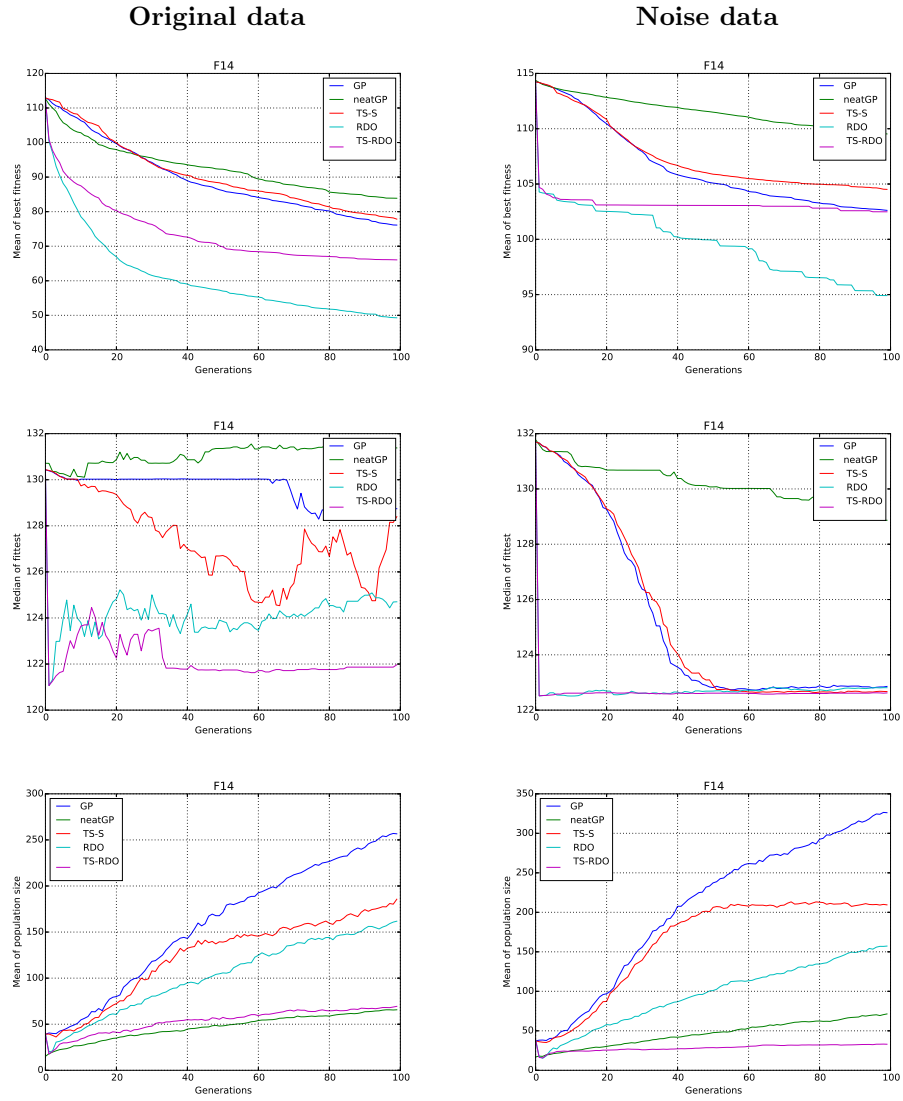 Original data
Noise data
F14
120
110
100
90
80
70
60
50
40
0 20 40 60 80 100
Generations
Mean of best fitness
GP
neatGP
TS-S
RDO
TS-RDO
F14
115
110
105
100
95
90
0 20 40 60 80 100
Generations
Mean of best fitness
GP
neatGP
TS-S
RDO
TS-RDO
F14
132
130
128
126
124
122
120
0 20 40 60 80 100
Generations
Median of fittest
GP
neatGP
TS-S
RDO
TS-RDO
F14
132
130
128
126
124
122
0 20 40 60 80 100
Generations
Median of fittest
GP
neatGP
TS-S
RDO
TS-RDO
F14
300
250
200
150
100
50
0
0 20 40 60 80 100
Generations
Mean of population size
GP
neatGP
TS-S
RDO
TS-RDO
F14
350
300
250
200
150
100
50
0
0 20 40 60 80 100
Generations
Mean of population size
GP
neatGP
TS-S
RDO
TS-RDO